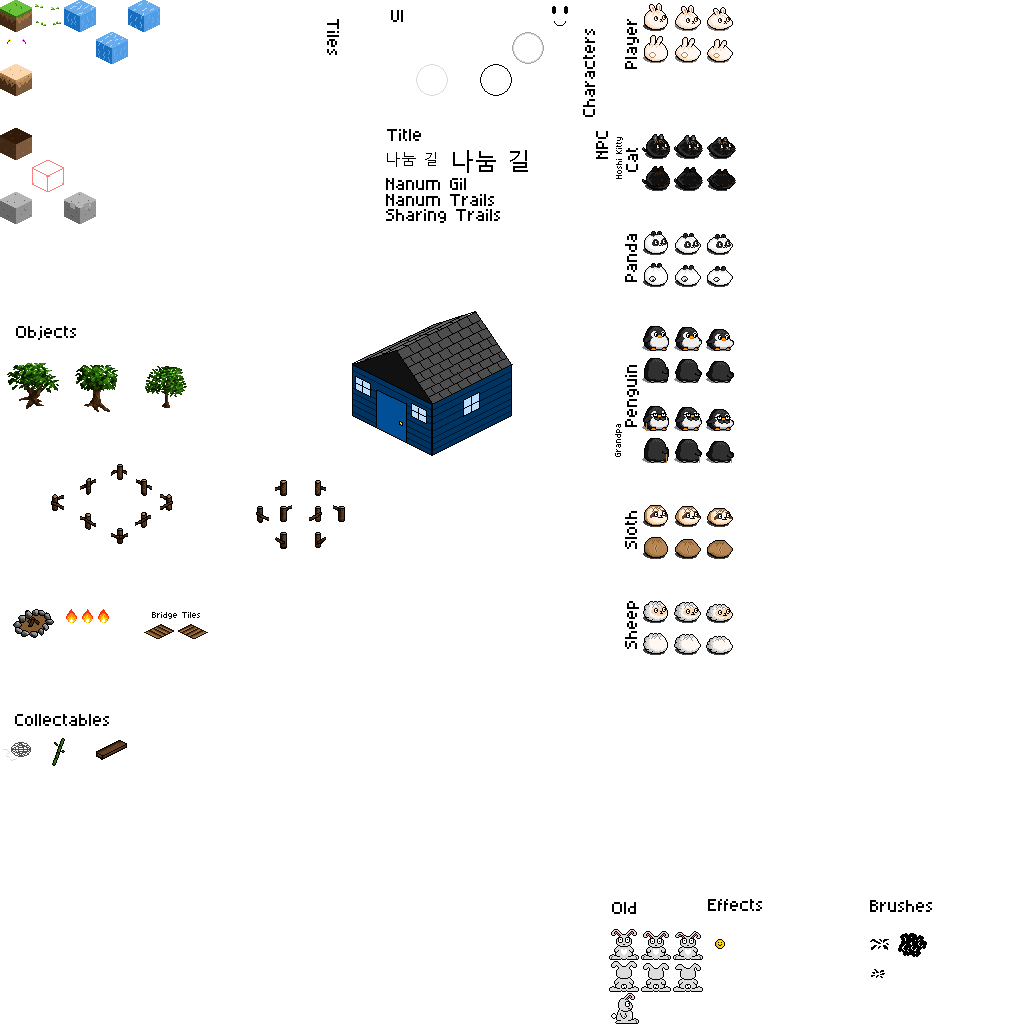 Tiles
UI
Title
나눔 길 나눔 길
Nanum Gil
Nanum Trails
Sharing Trails
Characters
Player
NPC
Hoshi Kitty
Cat
Panda
Penguin
Grandpa
Sloth
Sheep
Objects
Bridge Tiles
Collectables
Old
Effects
Brushes